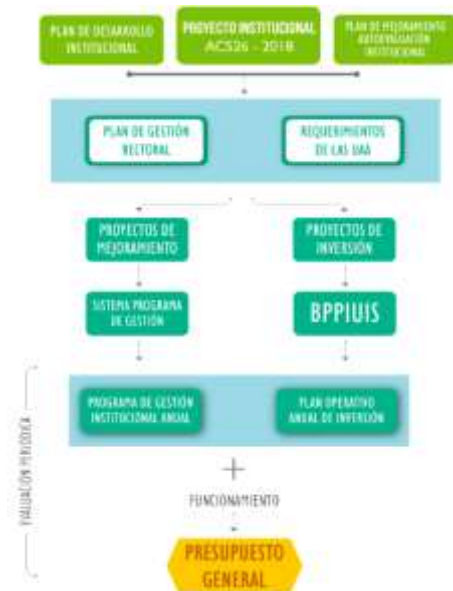 PLAN DE DESARROLLO
INSTITUCIONAL
PROYECTO INSTITUCIONAL
ACS26 - 2018
PLAN DE MEJORAMIENTO
AUTOEVALUACIÓN
INSTITUCIONAL
PLAN DE GESTIÓN
RECTORAL
REQUERIMIENTOS
DE LAS UAA
PROYECTOS DE
MEJORAMIENTO
PROYECTOS DE
INVERSIÓN
SISTEMA PROGRAMA
DE GESTIÓN
BPPIUIS
EVALUACIÓN PERIÓDICA
PROGRAMA DE GESTIÓN
INSTITUCIONAL ANUAL
PLAN OPERATIVO
ANUAL DE INVERSIÓN
+
FUNCIONAMIENTO
PRESUPUESTO
GENERAL